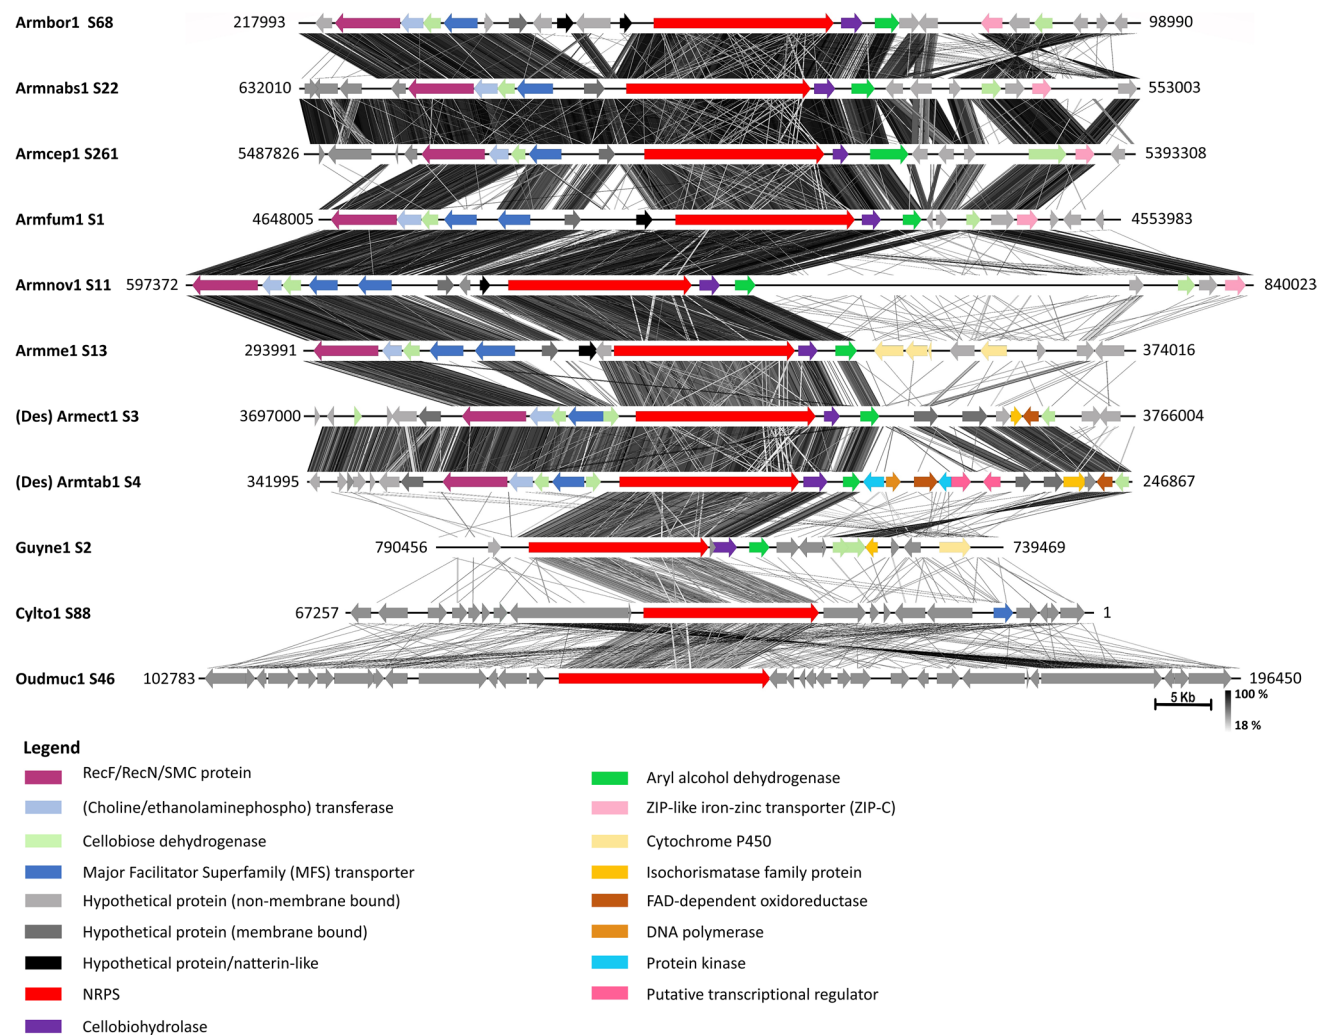 Armbor1 S68 217993 98990
Armnabs1 S22 632010 553003
Armcep1 S261 5487826 5393308
Armfum1 S1 4648005 4553983
Armnov1 S11 597372 840023
Armme1 S13 293991 374016
(Des) Armect1 S3 3697000 3766004
(Des) Armtab1 S4 341995 246867
Guyne1 S2 790456 739469
Cylto1 S88 67257 1
Oudmuc1 S46 102783 196450
5 Kb
100 %
18 %
Legend
RecF/RecN/SMC protein
(Choline/ethanolaminephospho) transferase
Cellobiose dehydrogenase
Major Facilitator Superfamily (MFS) transporter
Hypothetical protein (non-membrane bound)
Hypothetical protein (membrane bound)
Hypothetical protein/natterin-like
NRPS
Cellobiohydrolase
Aryl alcohol dehydrogenase
ZIP-like iron-zinc transporter (ZIP-C)
Cytochrome P450
Isochorismatase family protein
FAD-dependent oxidoreductase
DNA polymerase
Protein kinase
Putative transcriptional regulator